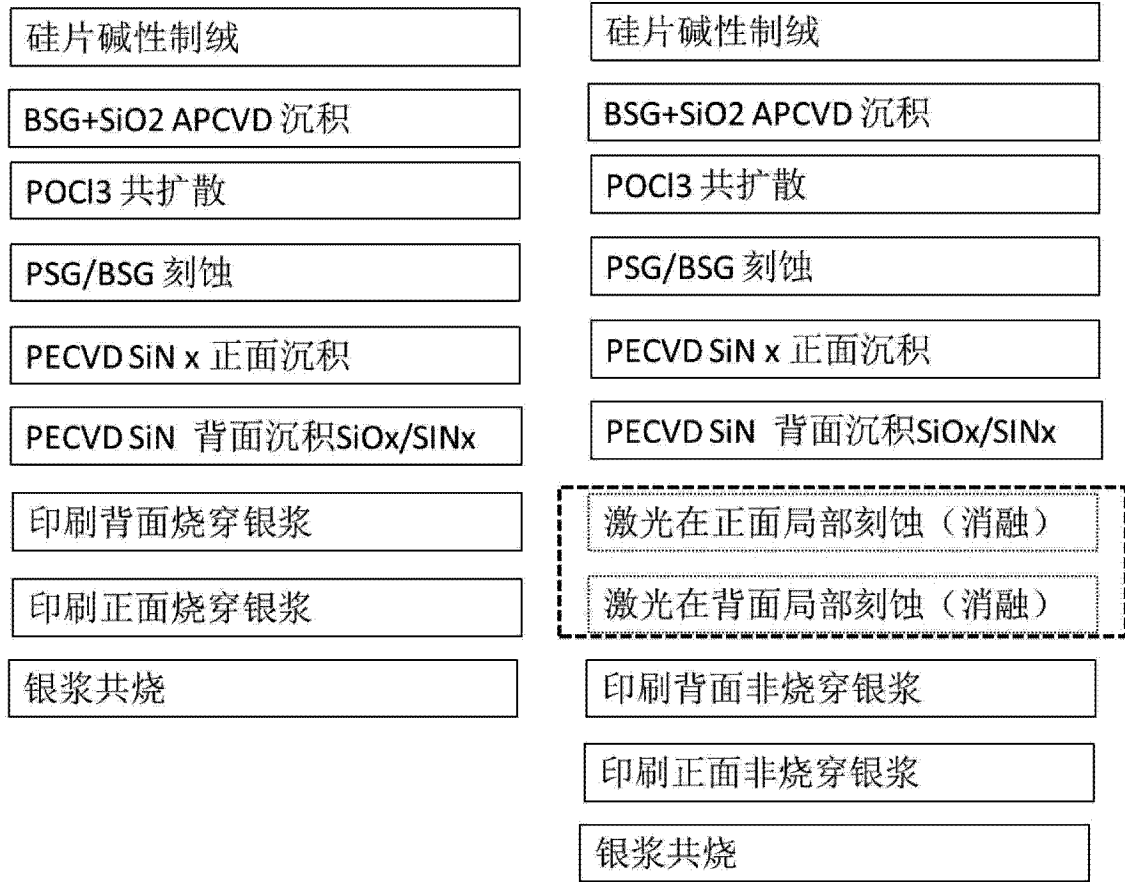 硅片碱性制绒
BSG+SiO2 APCVD 沉积
POCl3 共扩散
PSG/BSG 刻蚀
PECVD SiN x 正面沉积
PECVD SiN 背面沉积SiOx/SINx
印刷背面烧穿银浆
印刷正面烧穿银浆
银浆共烧
硅片碱性制绒
BSG+SiO2 APCVD 沉积
POCl3 共扩散
PSG/BSG 刻蚀
PECVD SiN x 正面沉积
PECVD SiN 背面沉积SiOx/SINx
激光在正面局部刻蚀（消融）
激光在背面局部刻蚀（消融）
印刷背面非烧穿银浆
印刷正面非烧穿银浆
银浆共烧